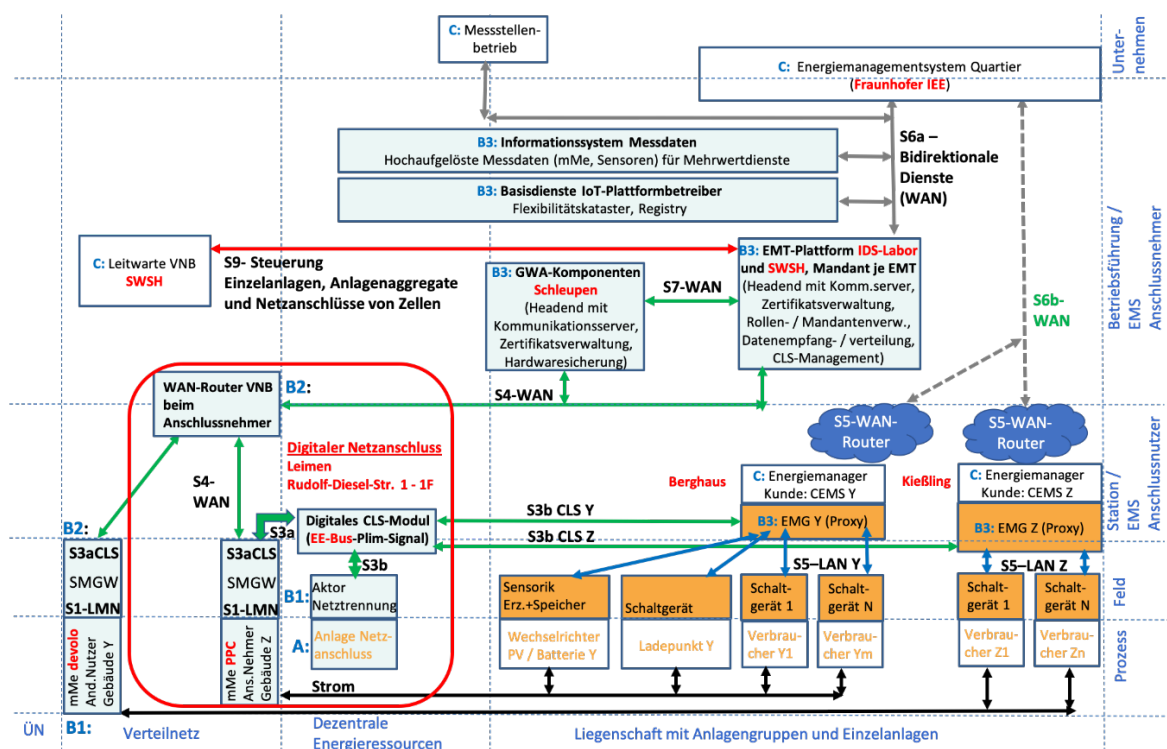 C: Messstellen-
betrieb
Unter-
nehmen
C: Energiemanagementsystem Quartier
(Fraunhofer IEE)
B3: Informationssystem Messdaten
Hochaufgelöste Messdaten (mMe, Sensoren) für Mehrwertdienste
S6a –
Bidirektionale
Dienste
(WAN)
B3: Basisdienste IoT-Plattformbetreiber
Flexibilitätskataster, Registry
Betriebsführung /
EMS
Anschlussnehmer
C: Leitwarte VNB
SWSH
S9- Steuerung
Einzelanlagen, Anlagenaggregate
und Netzanschlüsse von Zellen
B3: GWA-Komponenten
Schleupen
(Headend mit
Kommunikationsserver,
Zertifikatsverwaltung,
Hardwaresicherung)
S7-WAN
B3: EMT-Plattform IDS-Labor
und SWSH, Mandant je EMT
(Headend mit Komm.server,
Zertifikatsverwaltung,
Rollen- / Mandantenverw.,
Datenempfang- / verteilung,
CLS-Management)
S6b-
WAN
WAN-Router VNB
beim
Anschlussnehmer
B2:
S4-WAN
S5-WAN-
Router
S5-WAN-
Router
Digitaler Netzanschluss
Leimen
Rudolf-Diesel-Str. 1 - 1F
S4-
WAN
Berghaus
C: Energiemanager
Kunde: CEMS Y
Kießling
C: Energiemanager
Kunde: CEMS Z
Station /
EMS
Anschlussnutzer
B2:
S3a
Digitales CLS-Modul
(EE-Bus-Plim-Signal)
S3b CLS Y
S3b CLS Z
B3: EMG Y (Proxy)
B3: EMG Z (Proxy)
S3aCLS
SMGW
S1-LMN
S3aCLS
SMGW
S1-LMN
S3b
B1:
Aktor
Netztrennung
S5–LAN Y
S5–LAN Z
Sensorik
Erz.+Speicher
Schaltgerät
Schalt-
gerät 1
Schalt-
gerät N
Schalt-
gerät 1
Schalt-
gerät N
Feld
mMe devolo
And.Nutzer
Gebäude Y
mMe PPC
Ans.Nehmer
Gebäude Z
A:
Anlage Netz-
anschluss
Wechselrichter
PV / Batterie Y
Ladepunkt Y
Verbrau-
cher Y1
Verbrau-
cher Ym
Verbrau-
cher Z1
Verbrau-
cher Zn
Prozess
Strom
ÜN
B1:
Verteilnetz
Dezentrale
Energieressourcen
Liegenschaft mit Anlagengruppen und Einzelanlagen